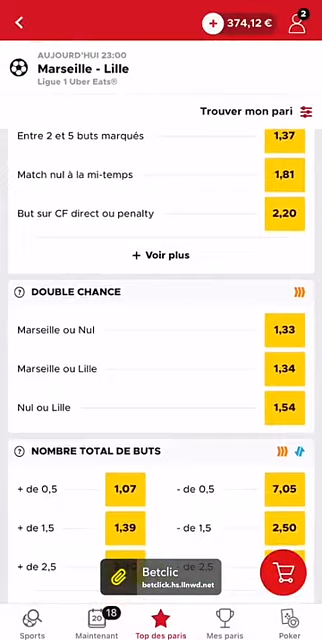 374,12 €
2
AUJOURD'HUI 23:00
Marseille - Lille
Ligue 1 Uber Eats®
Trouver mon pari
Entre 2 et 5 buts marqués 1,37
Match nul à la mi-temps 1,81
But sur CF direct ou penalty 2,20
+ Voir plus
DOUBLE CHANCE
Marseille ou Nul 1,33
Marseille ou Lille 1,34
Nul ou Lille 1,54
NOMBRE TOTAL DE BUTS
+ de 0,5 1,07 - de 0,5 7,05
+ de 1,5 1,39 - de 1,5 2,50
+ de 2,5 - de 2,5
Betclic
betclick.hs.llnwd.net
Sports
20 18
Maintenant
Top des paris
Mes paris
Poker